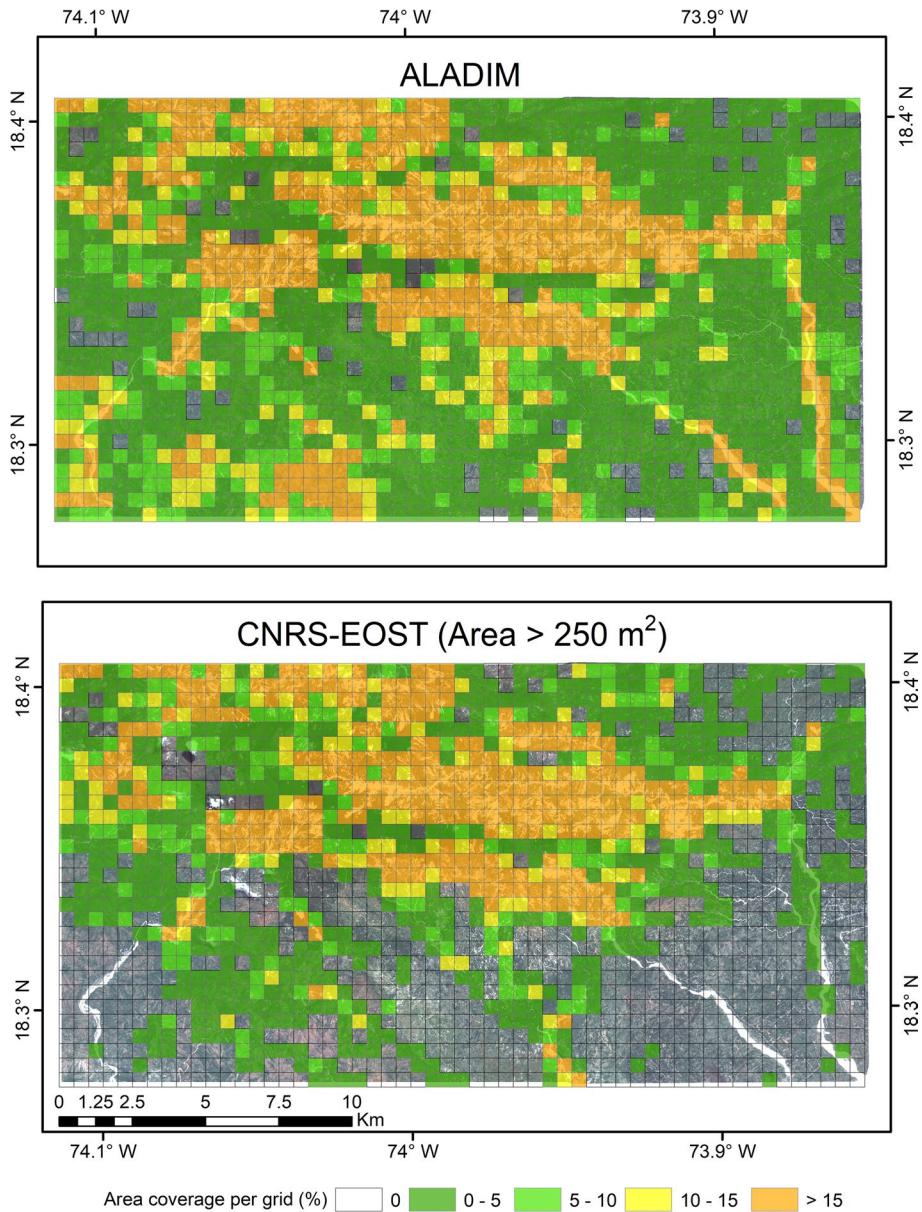 74.1° W 74° W 73.9° W
ALADIM
18.4° N 18.4° N
18.3° N 18.3° N
CNRS-EOST (Area > 250 m²)
18.4° N 18.4° N
18.3° N 18.3° N
0 1.25 2.5 5 7.5 10
Km
74.1° W 74° W 73.9° W
Area coverage per grid (%) 0 0 - 5 5 - 10 10 - 15 > 15